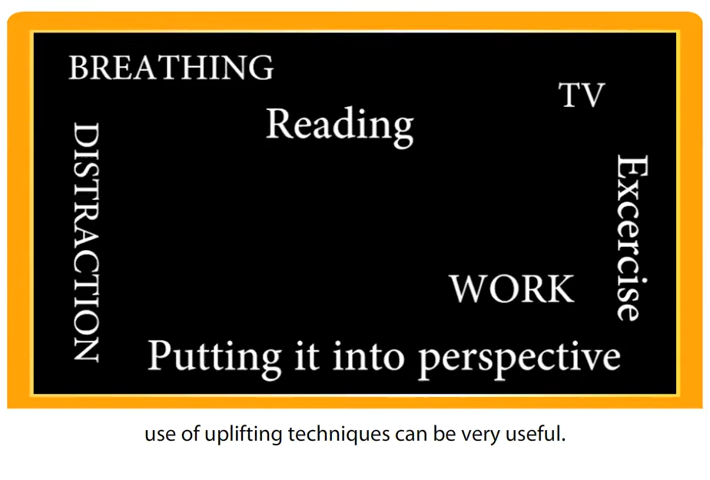 BREATHING
TV
Reading
DISTRACTION
Excercise
WORK
Putting it into perspective
use of uplifting techniques can be very useful.